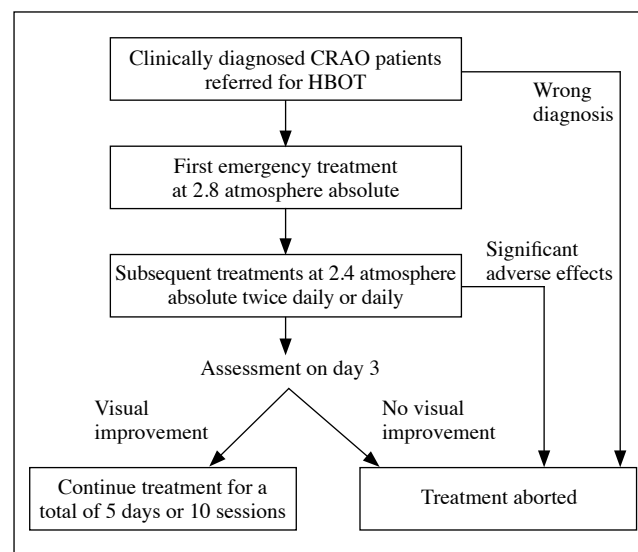 Clinically diagnosed CRAO patients
referred for HBOT
Wrong
diagnosis
First emergency treatment
at 2.8 atmosphere absolute
Significant
adverse effects
Subsequent treatments at 2.4 atmosphere
absolute twice daily or daily
Assessment on day 3
Visual
improvement
No visual
improvement
Continue treatment for a
total of 5 days or 10 sessions
Treatment aborted